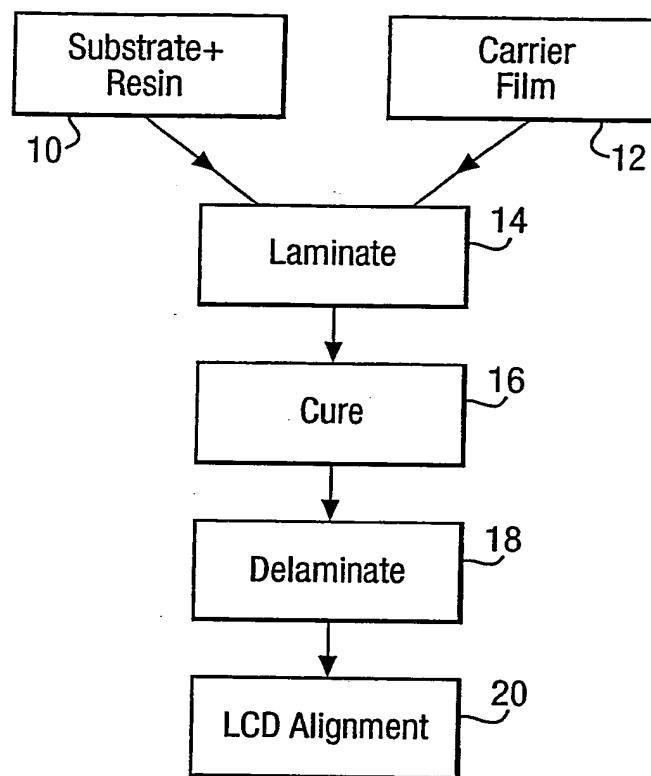 Substrate+
Resin
Carrier
Film
10
12
Laminate
14
Cure
16
Delaminate
18
LCD Alignment
20